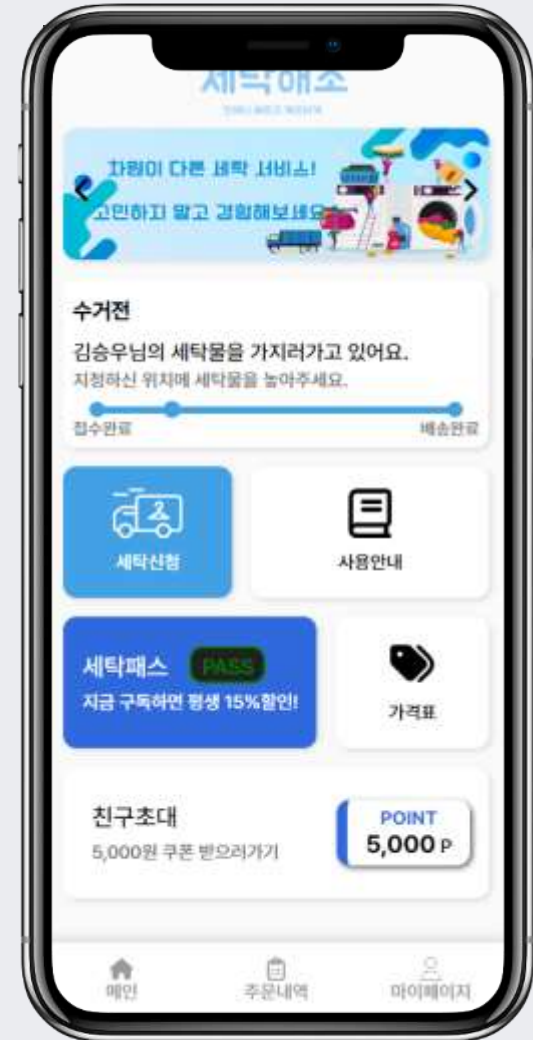 세탁해조
차원이 다른 세탁 서비스!
고민하지 말고 경험해보세요
수거전
김승우님의 세탁물을 가지러가고 있어요.
지정하신 위치에 세탁물을 놓아주세요.
접수완료
배송완료
세탁신청
사용안내
세탁패스 PASS
지금 구독하면 평생 15%할인!
가격표
친구초대
5,000원 쿠폰 받으러가기
POINT
5,000 P
메인
주문내역
마이페이지